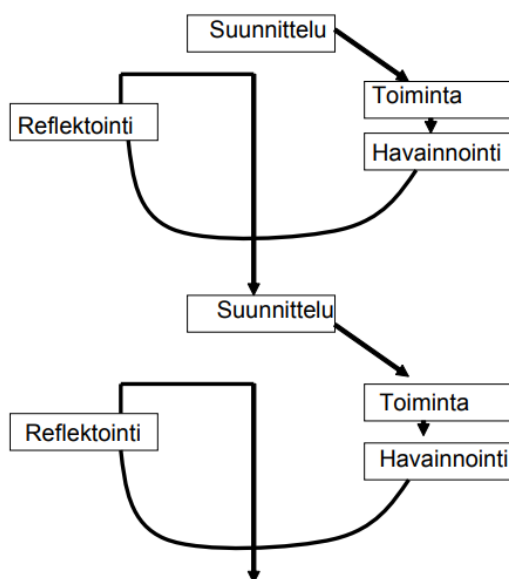 Suunnittelu
Toiminta
Reflektointi
Havainnointi
Suunnittelu
Toiminta
Reflektointi
Havainnointi